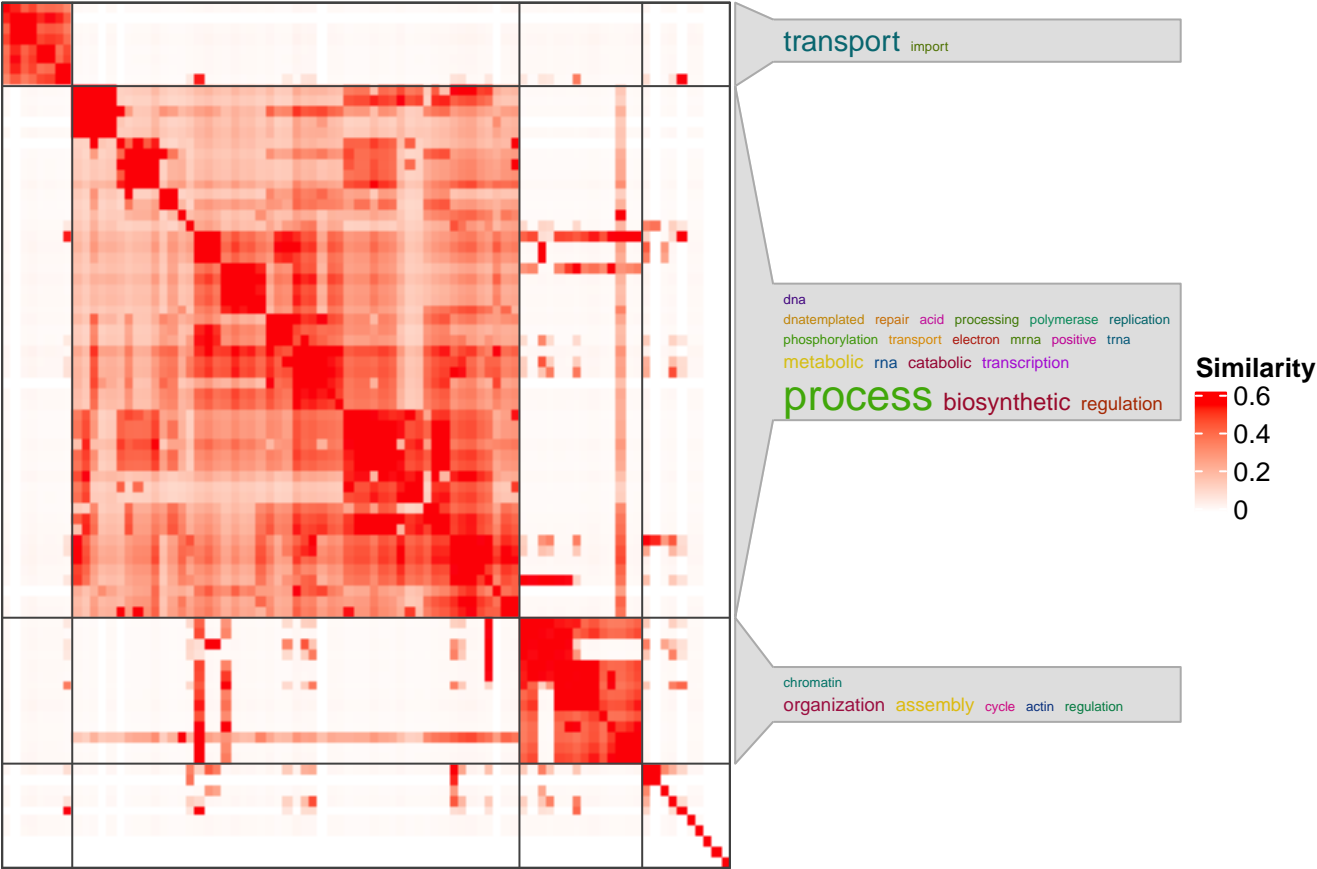 transport import
dna
dnatemplated repair acid processing polymerase replication
phosphorylation transport electron mrna positive trna
metabolic rna catabolic transcription
process biosynthetic regulation
chromatin
organization assembly cycle actin regulation
Similarity
0.6
0.4
0.2
0